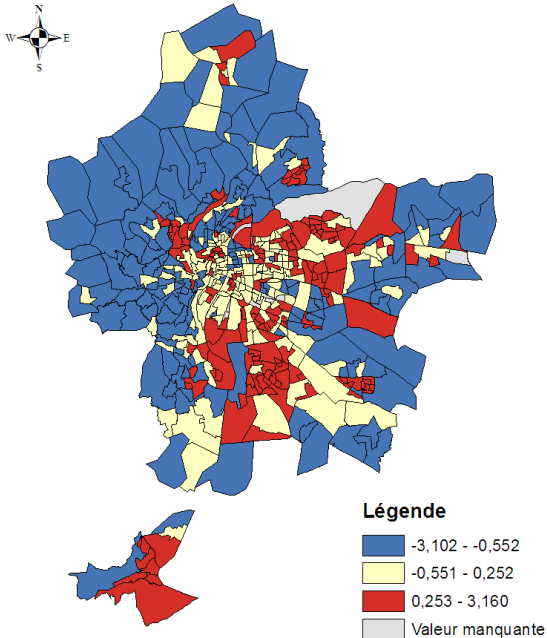 N
W E
S
Légende
-3,102 - -0,552
-0,551 - 0,252
0,253 - 3,160
Valeur manquante